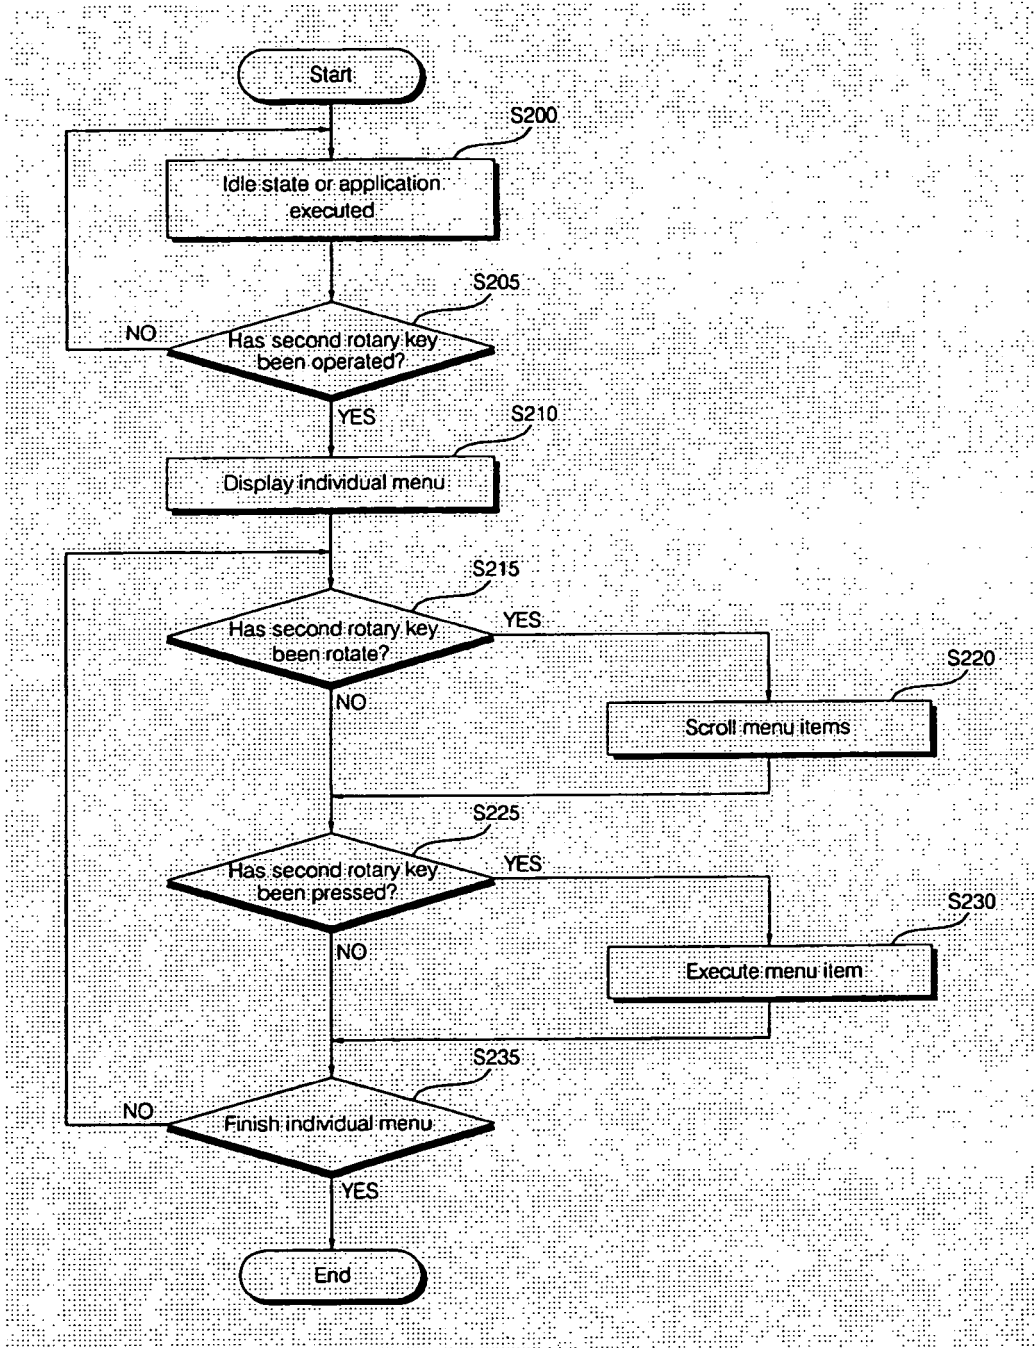 Start
S200
Idle state or application
executed
S205
NO
Has second rotary key
been operated?
YES
S210
Display individual menu
S215
YES
Has second rotary key
been rotate?
S220
NO
Scroll menu items
S225
YES
Has second rotary key
been pressed?
S230
NO
Execute menu item
S235
NO
Finish individual menu
YES
End